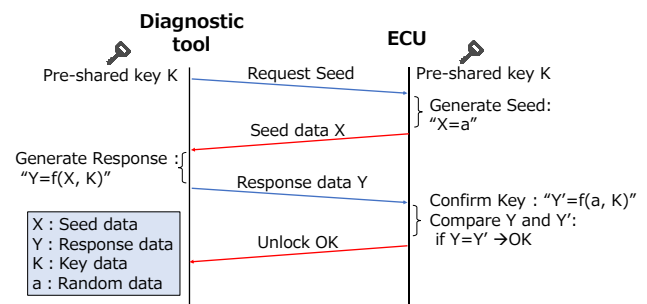 Diagnostic
tool
ECU
Pre-shared key K
Request Seed
Pre-shared key K
Generate Seed:
“X=a”
Seed data X
Generate Response :
“Y=f(X, K)”
Response data Y
Confirm Key : “Y’=f(a, K)”
Compare Y and Y’:
if Y=Y’ →OK
Unlock OK
X : Seed data
Y : Response data
K : Key data
a : Random data